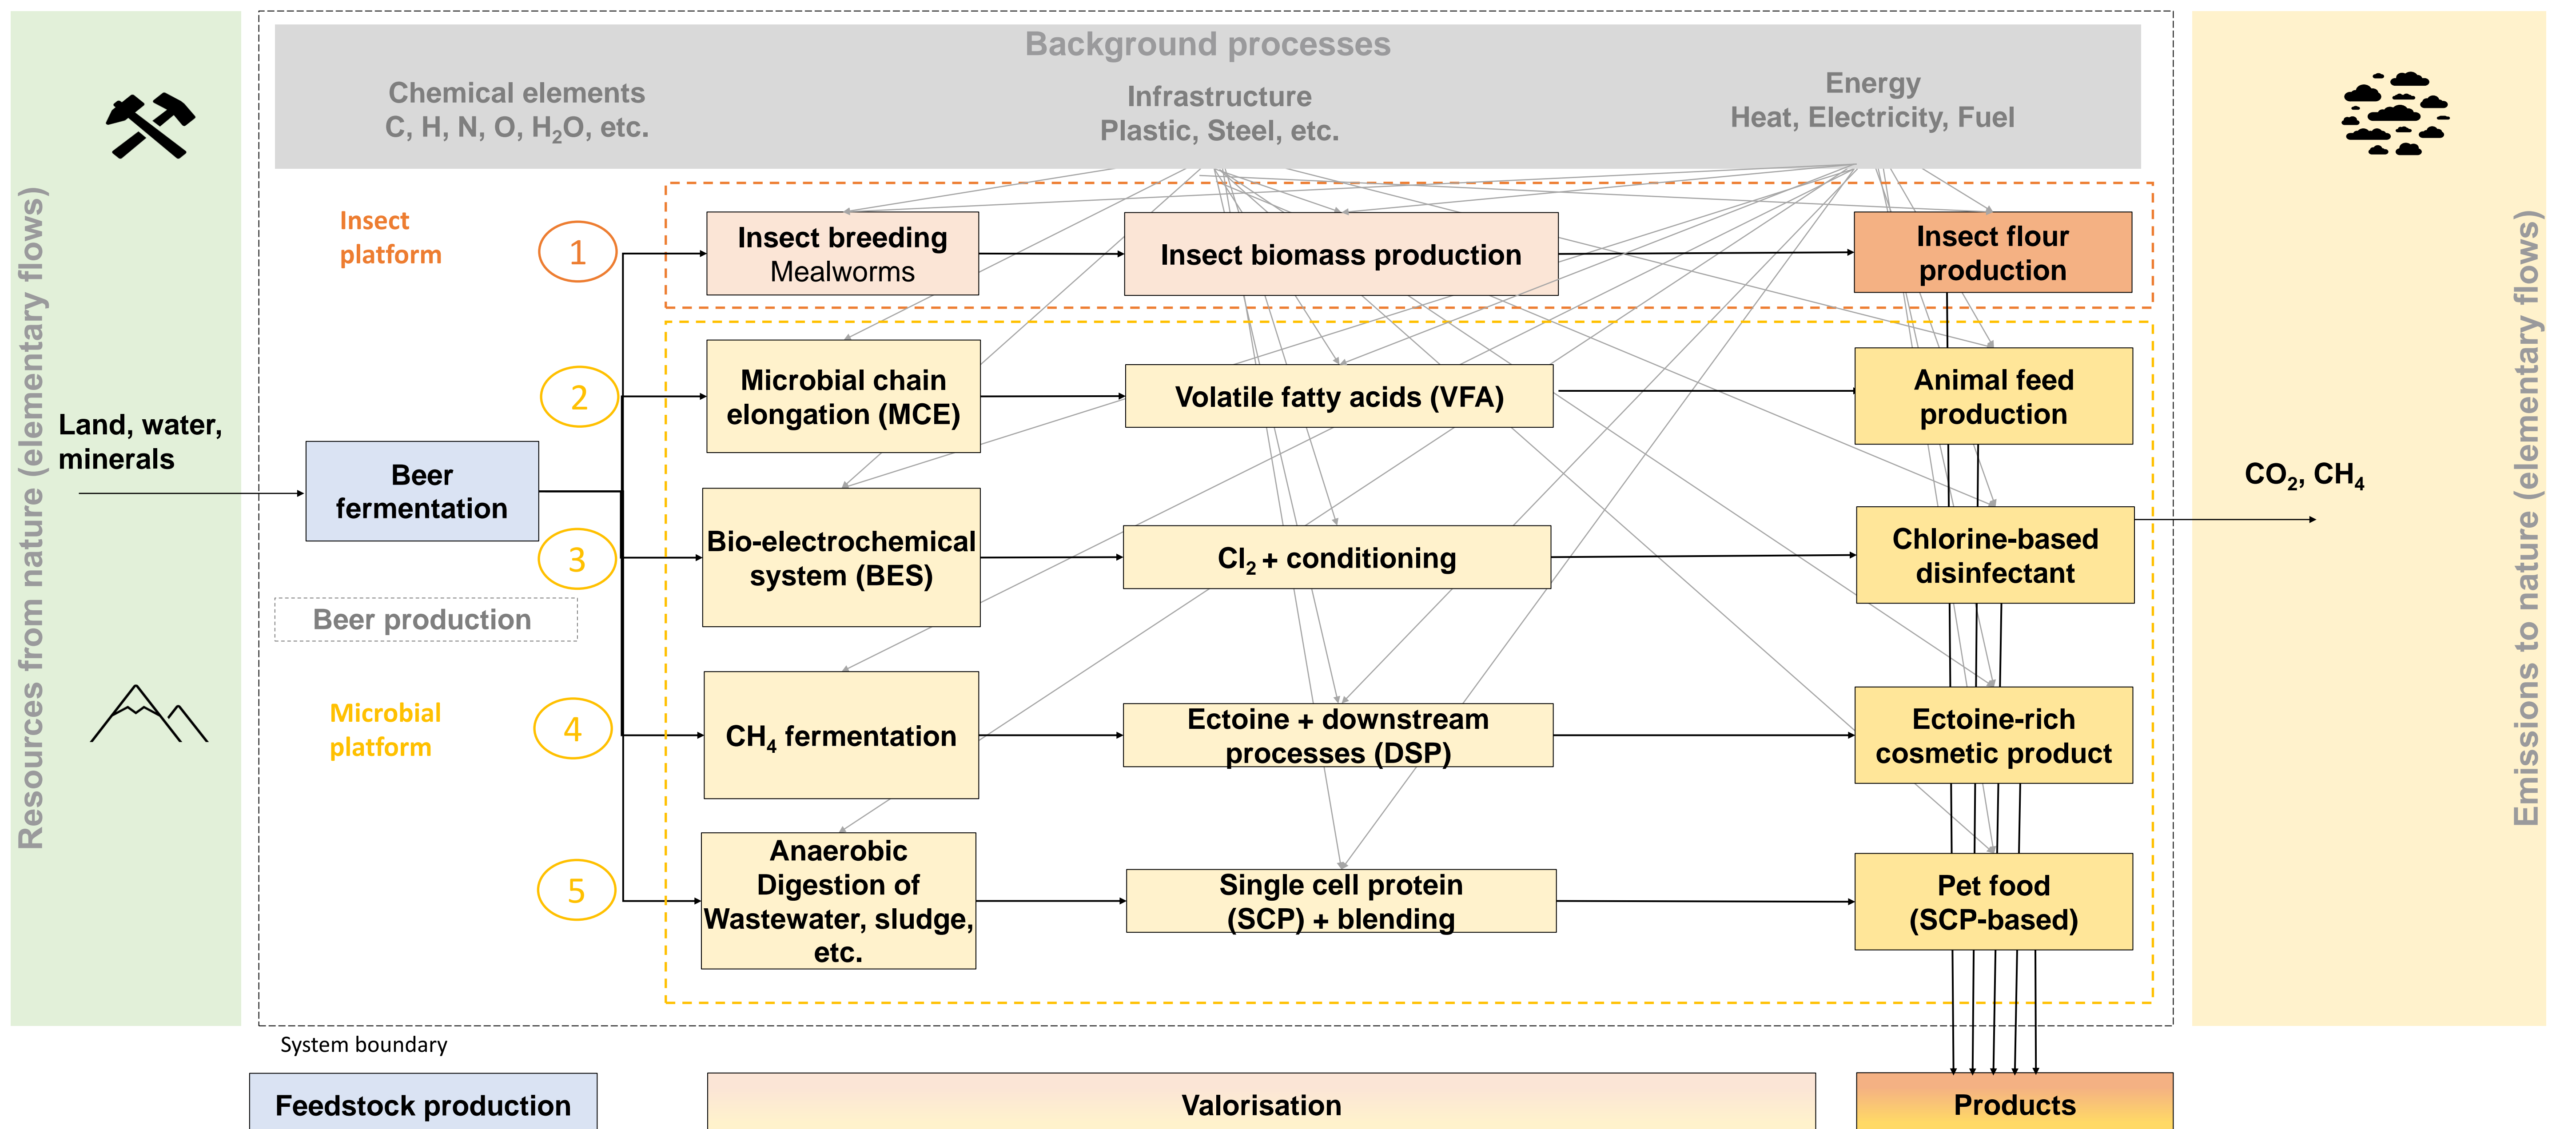 Background processes
Chemical elements
C, H, N, O, H₂O, etc.
Infrastructure
Plastic, Steel, etc.
Energy
Heat, Electricity, Fuel
Resources from nature (elementary flows)
Land, water,
minerals
Insect
platform
1
Insect breeding
Mealworms
Insect biomass production
Insect flour
production
2
Microbial chain
elongation (MCE)
Volatile fatty acids (VFA)
Animal feed
production
Beer
fermentation
3
Bio-electrochemical
system (BES)
Cl₂ + conditioning
Chlorine-based
disinfectant
Beer production
Microbial
platform
4
CH₄ fermentation
Ectoine + downstream
processes (DSP)
Ectoine-rich
cosmetic product
5
Anaerobic
Digestion of
Wastewater, sludge,
etc.
Single cell protein
(SCP) + blending
Pet food
(SCP-based)
CO₂, CH₄
Emissions to nature (elementary flows)
System boundary
Feedstock production
Valorisation
Products